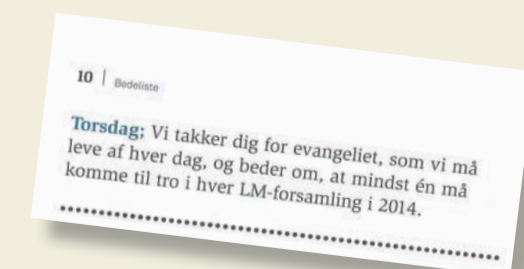 10 | Bedeliste
Torsdag; Vi takker dig for evangeliet, som vi må
leve af hver dag, og beder om, at mindst én må
komme til tro i hver LM-forsamling i 2014.